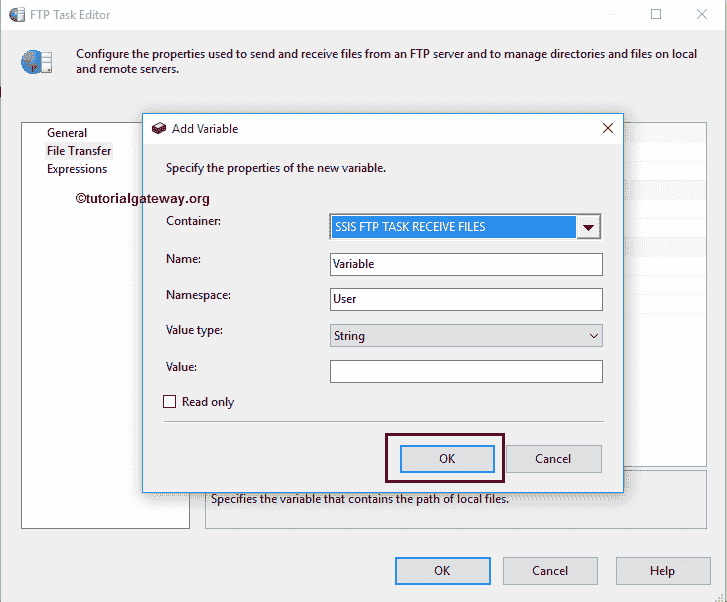 FTP Task Editor
Configure the properties used to send and receive files from an FTP server and to manage directories and files on local
and remote servers.
General
File Transfer
Expressions
©tutorialgateway.org
Add Variable
Specify the properties of the new variable.
Container:
SSIS FTP TASK RECEIVE FILES
Name:
Variable
Namespace:
User
Value type:
String
Value:
Read only
OK
Cancel
Specifies the variable that contains the path of local files.
OK
Cancel
Help